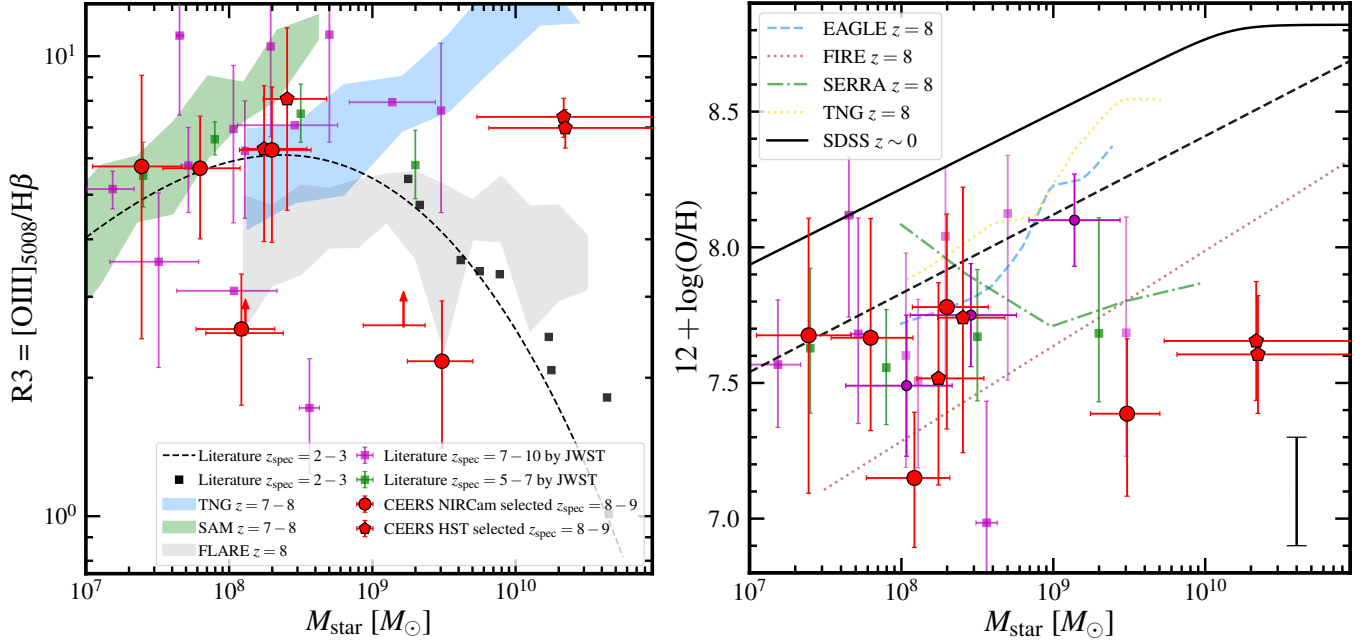 R3 = [OIII]5008/Hβ
10^1
10^0
Literature z_spec = 2 − 3
Literature z_spec = 2 − 3
TNG z = 7 − 8
SAM z = 7 − 8
FLARE z = 8
Literature z_spec = 7 − 10 by JWST
Literature z_spec = 5 − 7 by JWST
CEERS NIRCam selected z_spec = 8 − 9
CEERS HST selected z_spec = 8 − 9
10^7 10^8 10^9 10^10
M_star [M_⊙]
12 + log(O/H)
8.5
8.0
7.5
7.0
EAGLE z = 8
FIRE z = 8
SERRA z = 8
TNG z = 8
SDSS z ∼ 0
10^7 10^8 10^9 10^10
M_star [M_⊙]